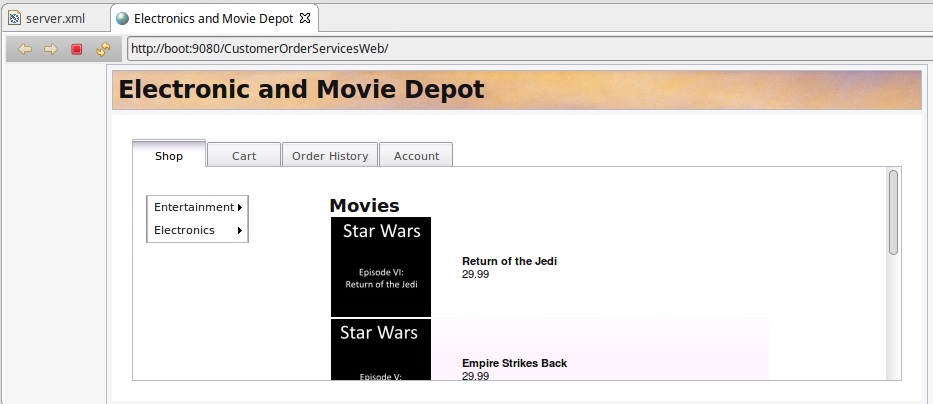 server.xml
Electronics and Movie Depot
http://boot:9080/CustomerOrderServicesWeb/
Electronic and Movie Depot
Shop
Cart
Order History
Account
Entertainment
Electronics
Movies
Star Wars
Episode VI:
Return of the Jedi
Return of the Jedi
29.99
Star Wars
Episode V:
Empire Strikes Back
29.99